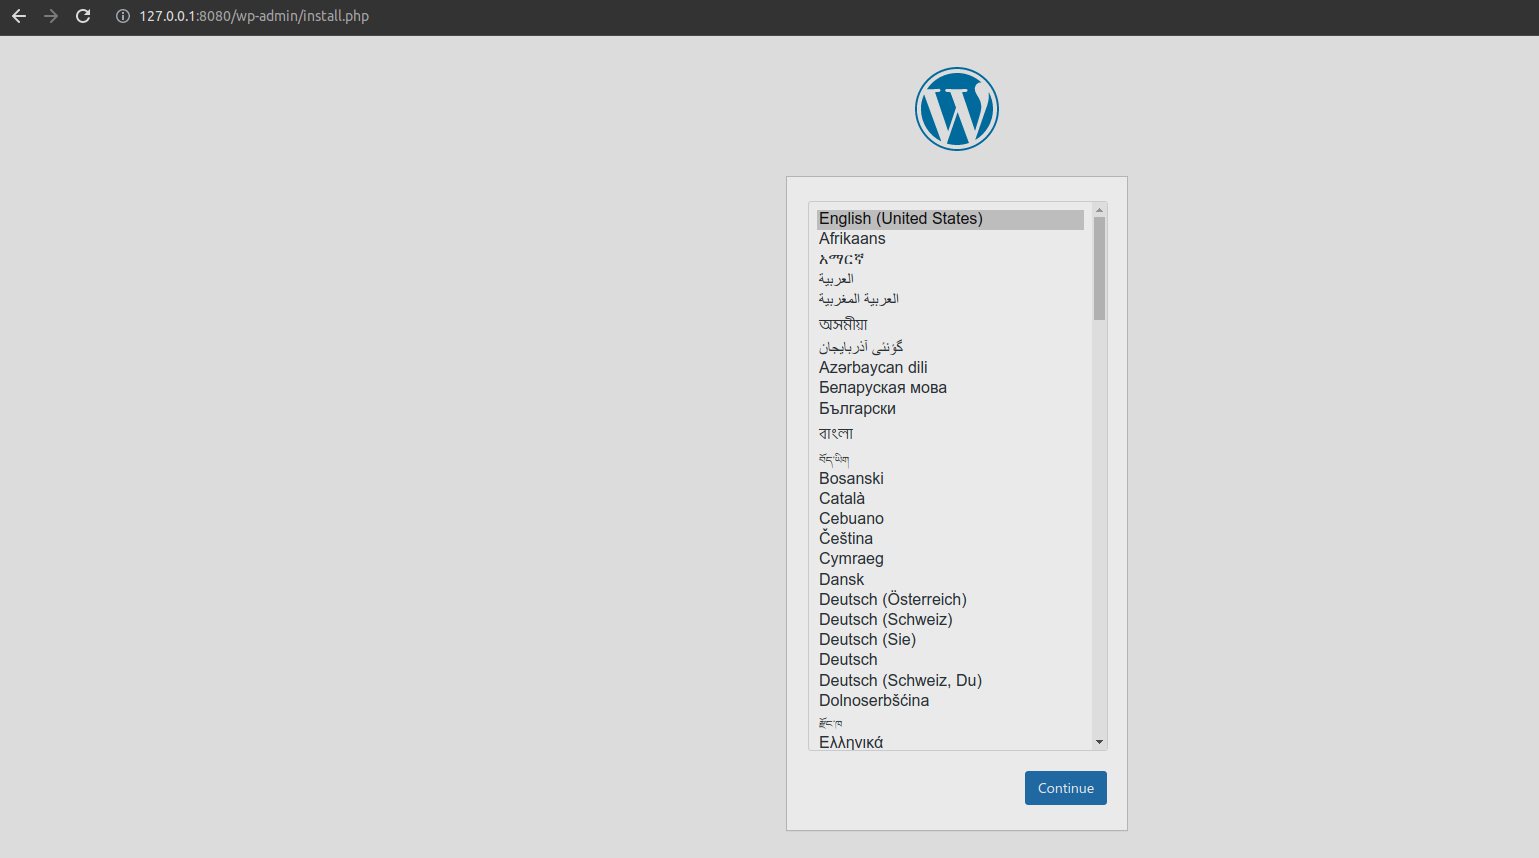 127.0.0.1:8080/wp-admin/install.php
English (United States)
Afrikaans
አማርኛ
العربية
العربية المغربية
অসমীয়া
گؤنئی آذربایجان
Azərbaycan dili
Беларуская мова
Български
বাংলা
བོད་ཡིག
Bosanski
Català
Cebuano
Čeština
Cymraeg
Dansk
Deutsch (Österreich)
Deutsch (Schweiz)
Deutsch (Sie)
Deutsch
Deutsch (Schweiz, Du)
Dolnoserbšćina
རྫོང་ཁ
Ελληνικά
Continue